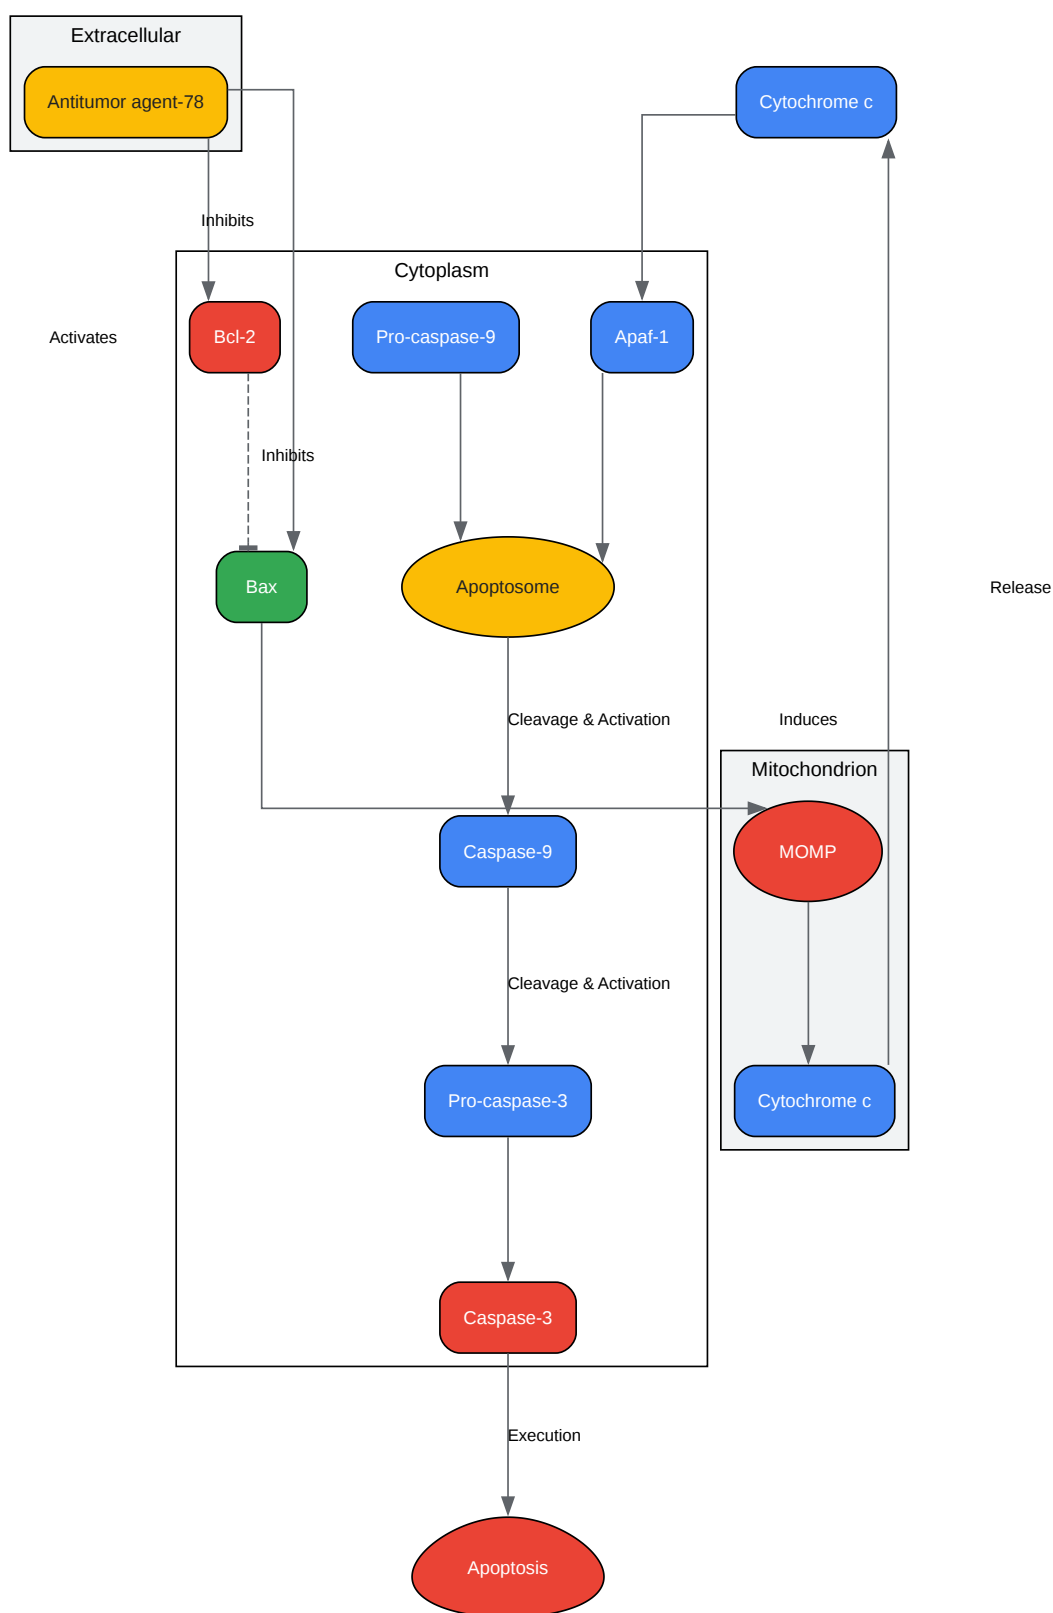 Extracellular
Antitumor agent-78
Cytochrome c
Inhibits
Cytoplasm
Bcl-2
Pro-caspase-9
Apaf-1
Activates
Inhibits
Bax
Apoptosome
Release
Cleavage & Activation
Induces
Mitochondrion
Caspase-9
MOMP
Cleavage & Activation
Pro-caspase-3
Cytochrome c
Caspase-3
Execution
Apoptosis